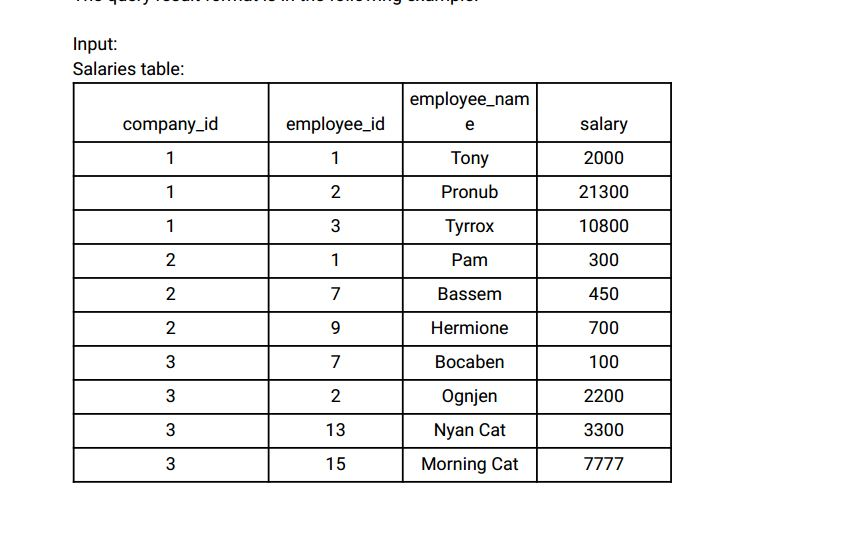 Input:
Salaries table:
company_id employee_id employee_nam
e salary
1 1 Tony 2000
1 2 Pronub 21300
1 3 Tyrrox 10800
2 1 Pam 300
2 7 Bassem 450
2 9 Hermione 700
3 7 Bocaben 100
3 2 Ognjen 2200
3 13 Nyan Cat 3300
3 15 Morning Cat 7777